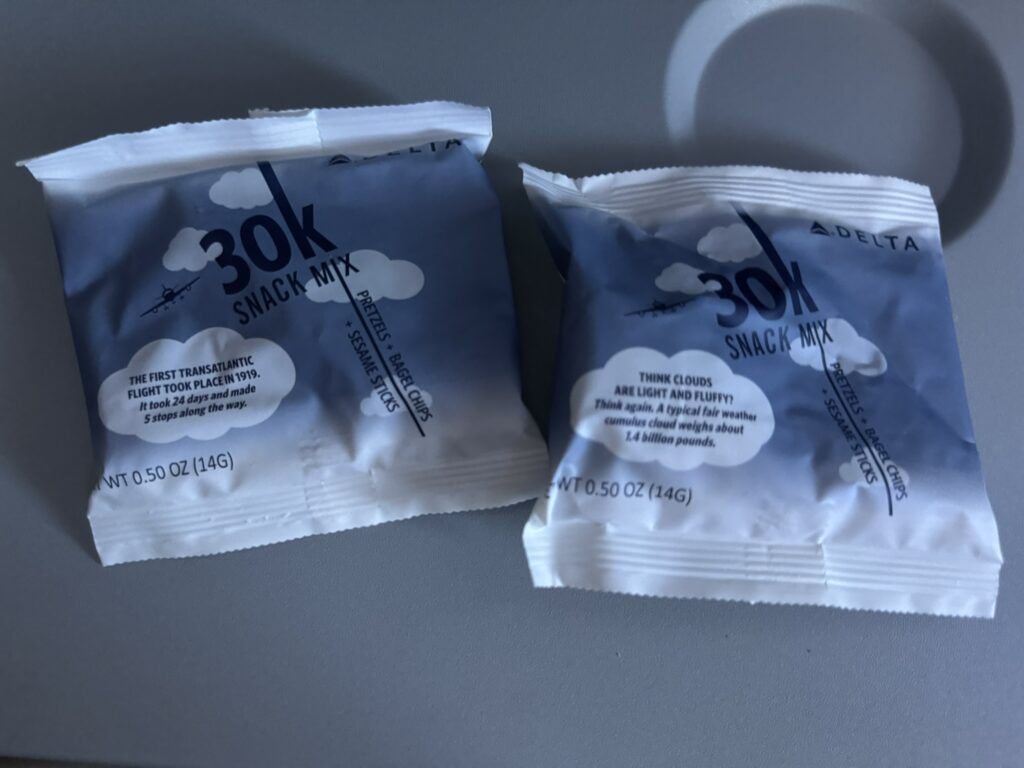 DELTA
30k
SNACK MIX
PRETZELS + BAGEL CHIPS
+ SESAME STICKS
THE FIRST TRANSATLANTIC
FLIGHT TOOK PLACE IN 1919.
It took 24 days and made
5 stops along the way.
WT 0.50 OZ (14G)
DELTA
30k
SNACK MIX
PRETZELS + BAGEL CHIPS
+ SESAME STICKS
THINK CLOUDS
ARE LIGHT AND FLUFFY?
Think again. A typical fair weather
cumulus cloud weighs about
1.4 billion pounds.
WT 0.50 OZ (14G)